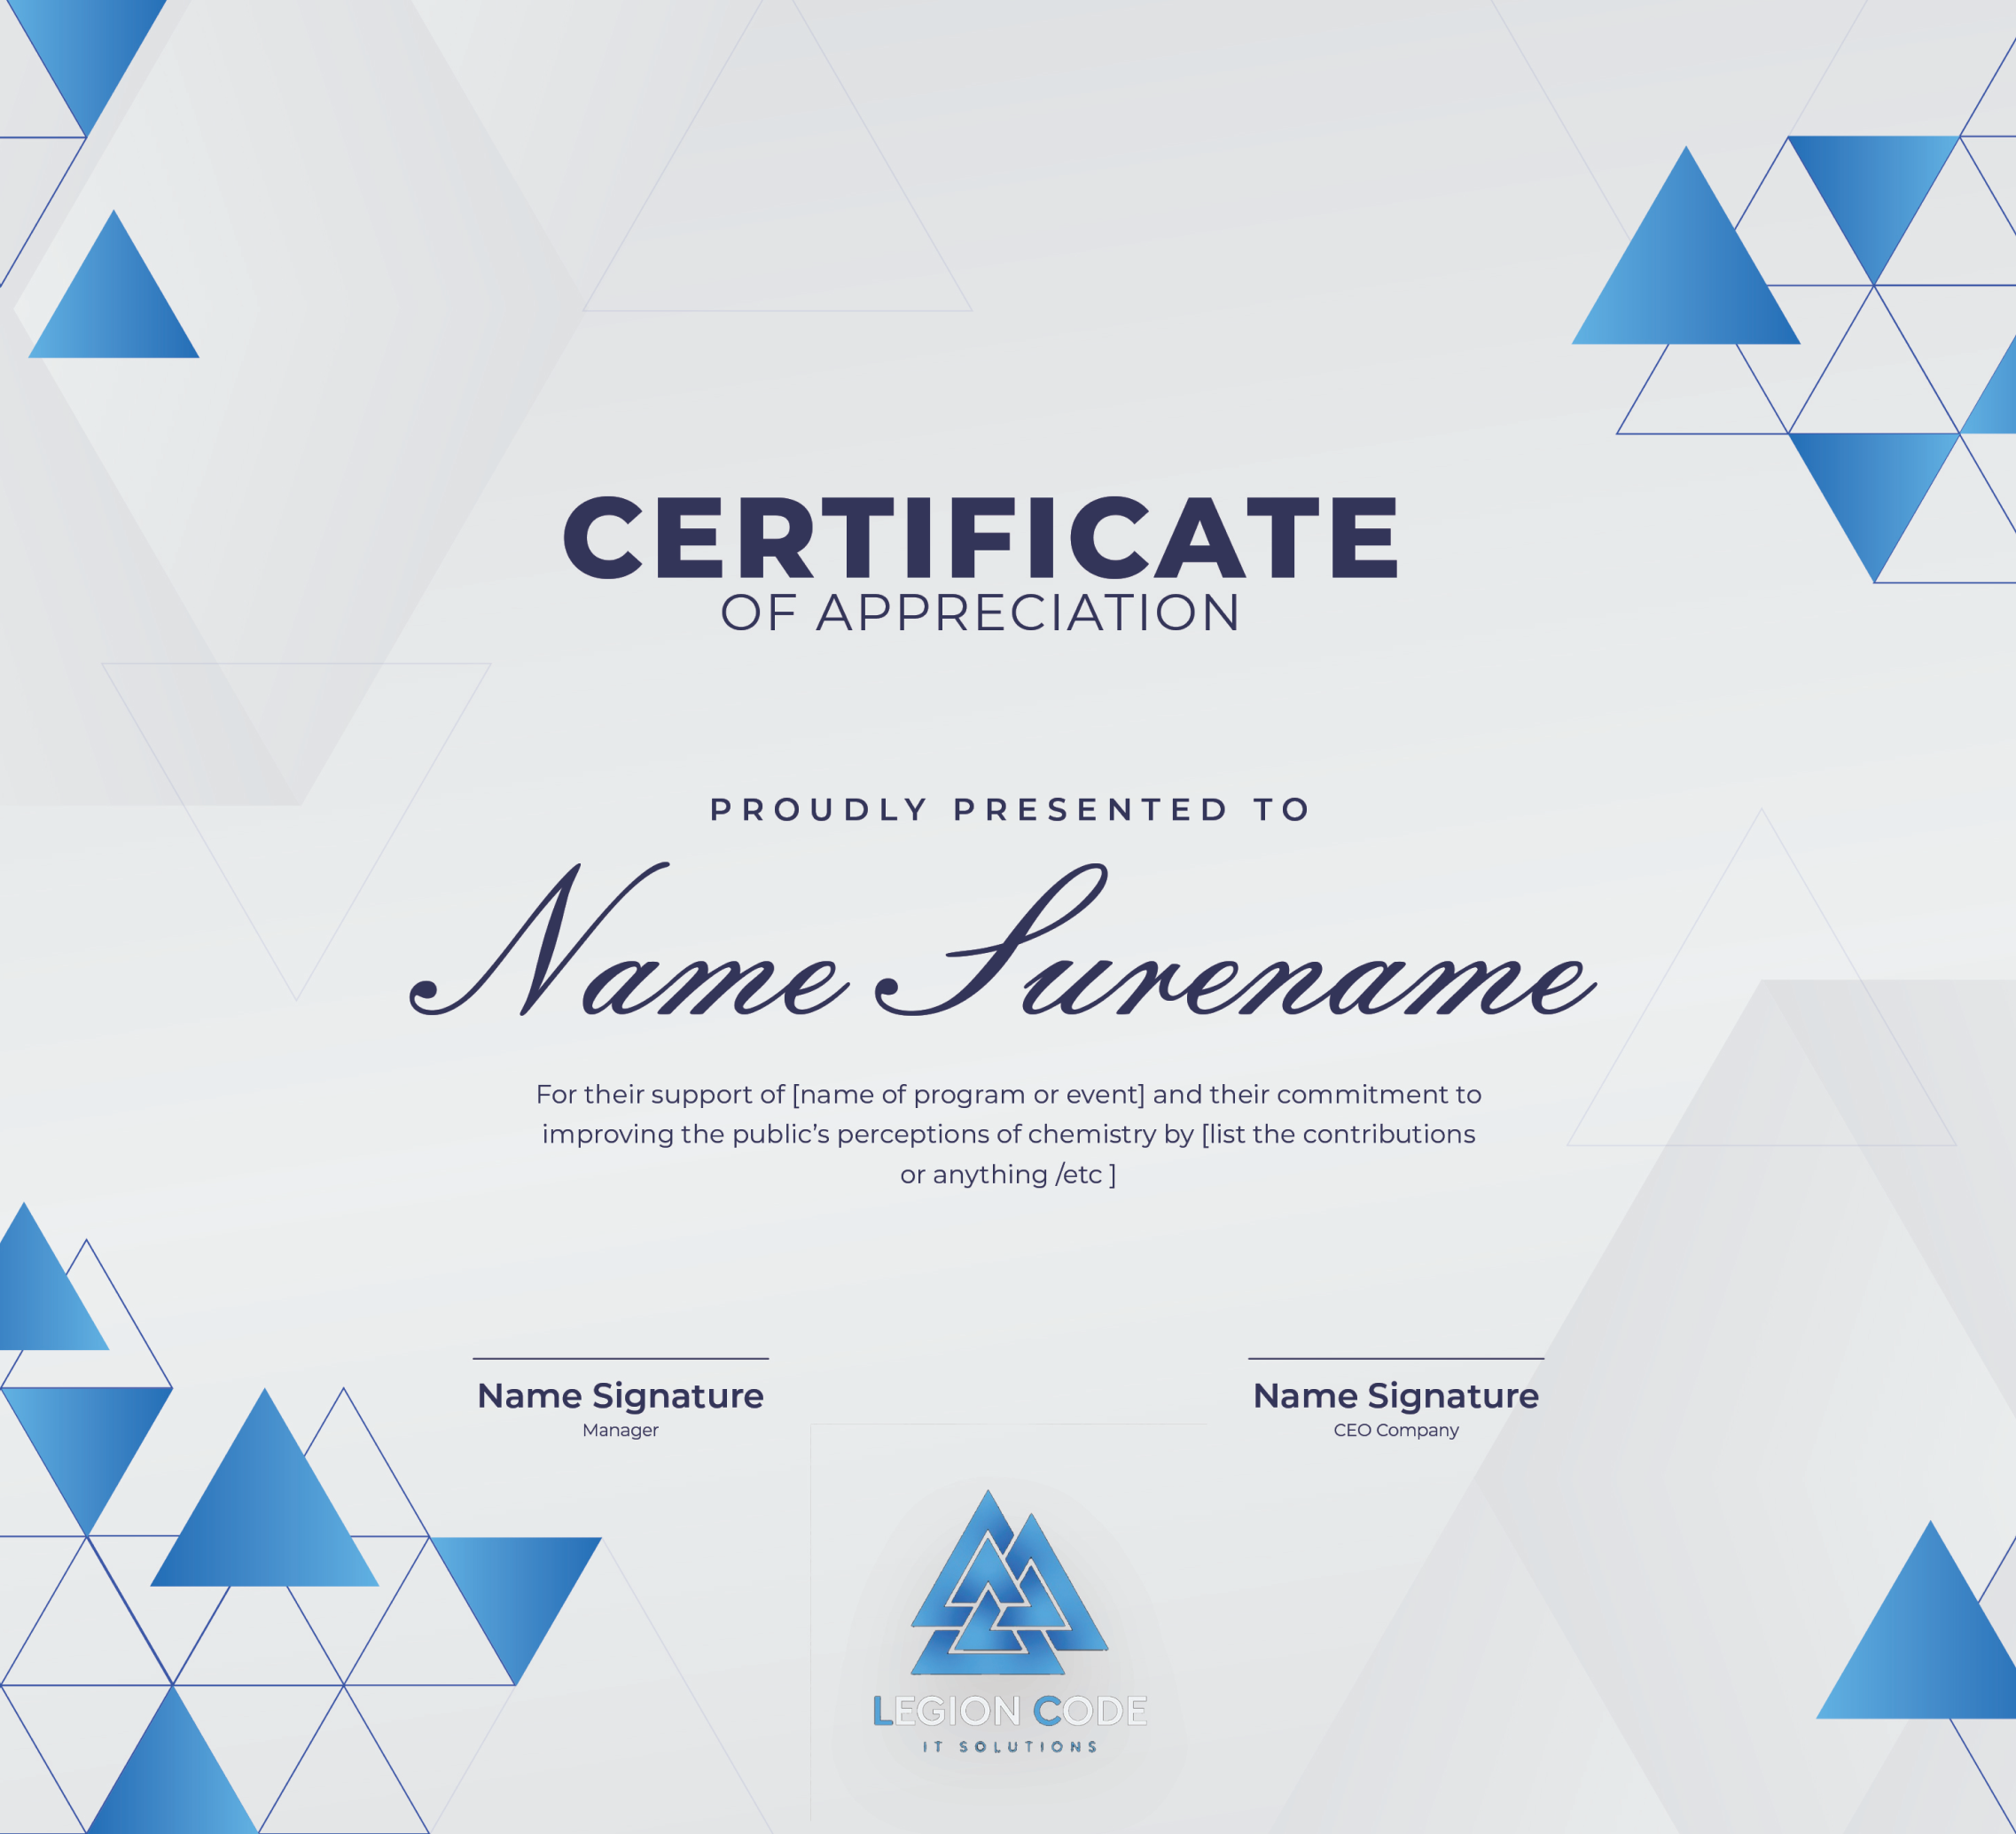 CERTIFICATE
OF APPRECIATION
PROUDLY PRESENTED TO
Name Surename
For their support of [name of program or event] and their commitment to
improving the public’s perceptions of chemistry by [list the contributions
or anything /etc ]
Name Signature
Manager
Name Signature
CEO Company
LEGION CODE
IT SOLUTIONS